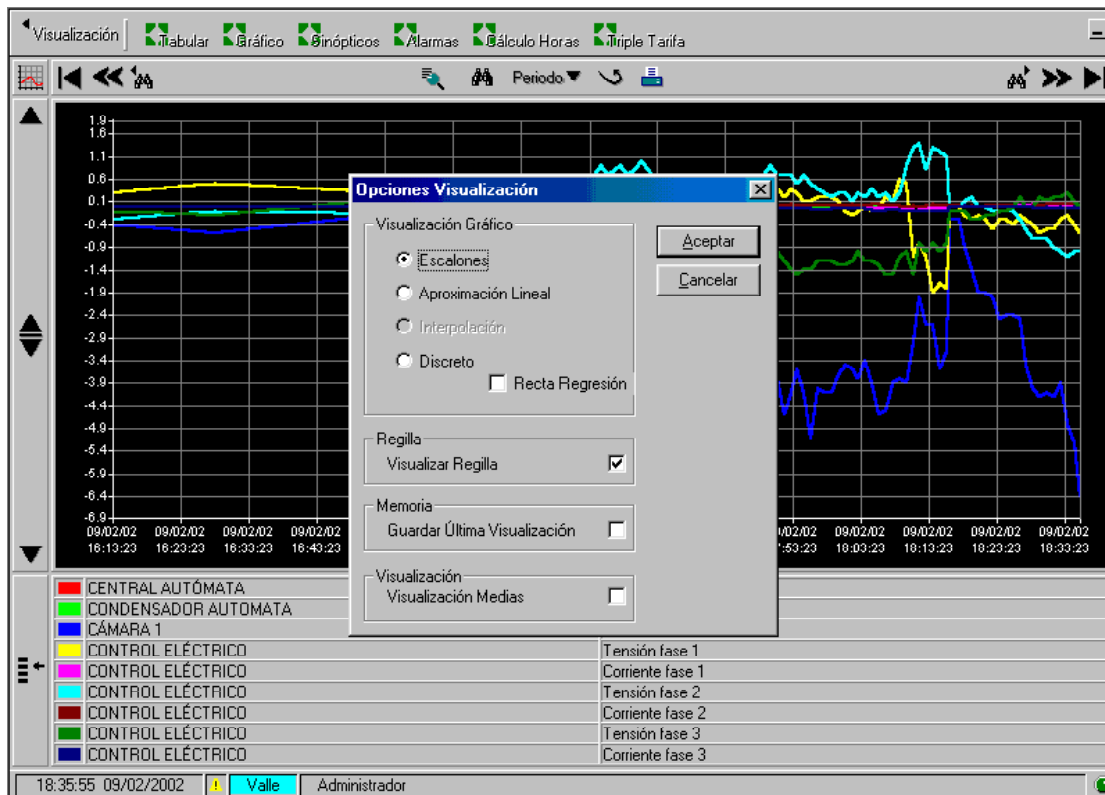 Visualización Tabular Gráfico Sinópticos Alarmas Cálculo Horas Triple Tarifa
Periodo
1.9
1.6
1.1
0.6
0.1
-0.4
-0.9
-1.4
-1.9
-2.4
-2.9
-3.4
-3.9
-4.4
-4.9
-5.4
-5.9
-6.4
-6.9
09/02/02 09/02/02 09/02/02 09/02/02 09/02/02 09/02/02 09/02/02 09/02/02
16:13:23 16:23:23 16:33:23 16:43:23 18:03:23 18:13:23 18:23:23 18:33:23
Opciones Visualización
Visualización Gráfico
Escalones
Aproximación Lineal
Interpolación
Discreto
Recta Regresión
Aceptar
Cancelar
Regilla
Visualizar Regilla
Memoria
Guardar Última Visualización
Visualización
Visualización Medias
CENTRAL AUTÓMATA
CONDENSADOR AUTOMATA
CÁMARA 1
CONTROL ELÉCTRICO Tensión fase 1
CONTROL ELÉCTRICO Corriente fase 1
CONTROL ELÉCTRICO Tensión fase 2
CONTROL ELÉCTRICO Corriente fase 2
CONTROL ELÉCTRICO Tensión fase 3
CONTROL ELÉCTRICO Corriente fase 3
18:35:55 09/02/2002 Valle Administrador